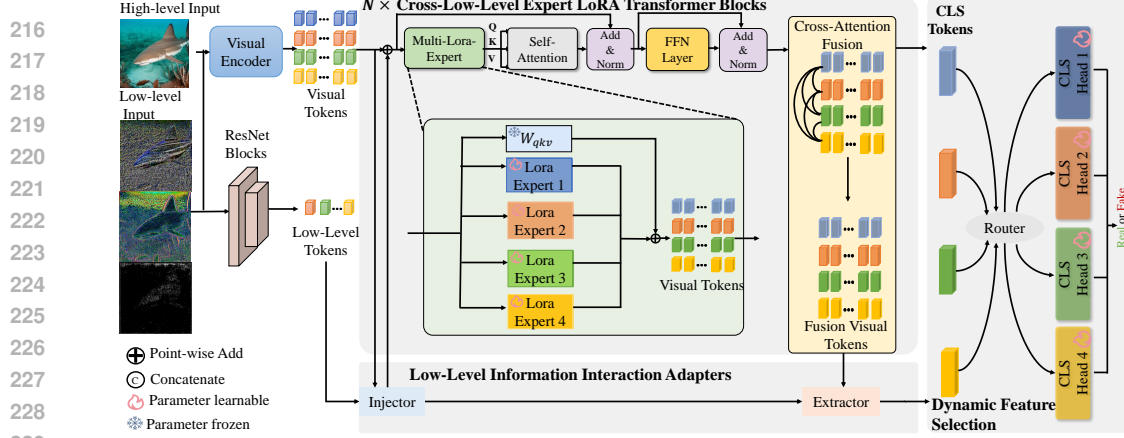 216
217
218
219
220
221
222
223
224
225
226
227
228
High-level Input
Low-level
Input
Visual
Encoder
Visual
Tokens
ResNet
Blocks
Low-Level
Tokens
Point-wise Add
C Concatenate
Parameter learnable
Parameter frozen
N × Cross-Low-Level Expert LoRA Transformer Blocks
Multi-Lora-
Expert
Q
K
V
Self-
Attention
Add
&
Norm
FFN
Layer
Add
&
Norm
Wqkv
Lora
Expert 1
Lora
Expert 2
Lora
Expert 3
Lora
Expert 4
Visual Tokens
Cross-Attention
Fusion
Fusion Visual
Tokens
Low-Level Information Interaction Adapters
Injector
Extractor
CLS
Tokens
Router
CLS
Head 1
CLS
Head 2
CLS
Head 3
CLS
Head 4
Real or Fake
Dynamic Feature
Selection